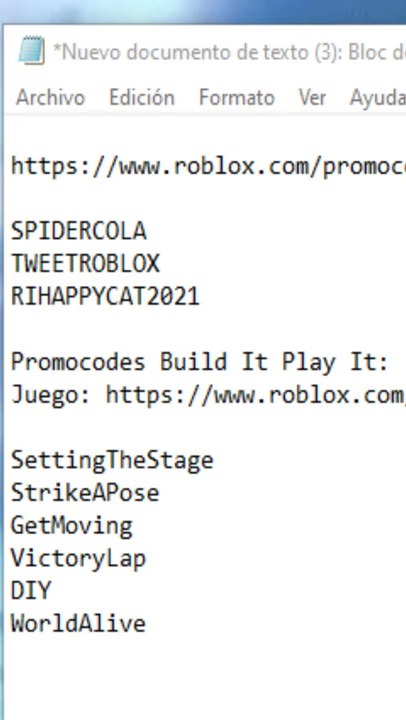 *Nuevo documento de texto (3): Bloc d
Archivo Edición Formato Ver Ayuda
https://www.roblox.com/promoc
SPIDERCOLA
TWEETROBLOX
RIHAPPYCAT2021
Promocodes Build It Play It:
Juego: https://www.roblox.com
SettingTheStage
StrikeAPose
GetMoving
VictoryLap
DIY
WorldAlive